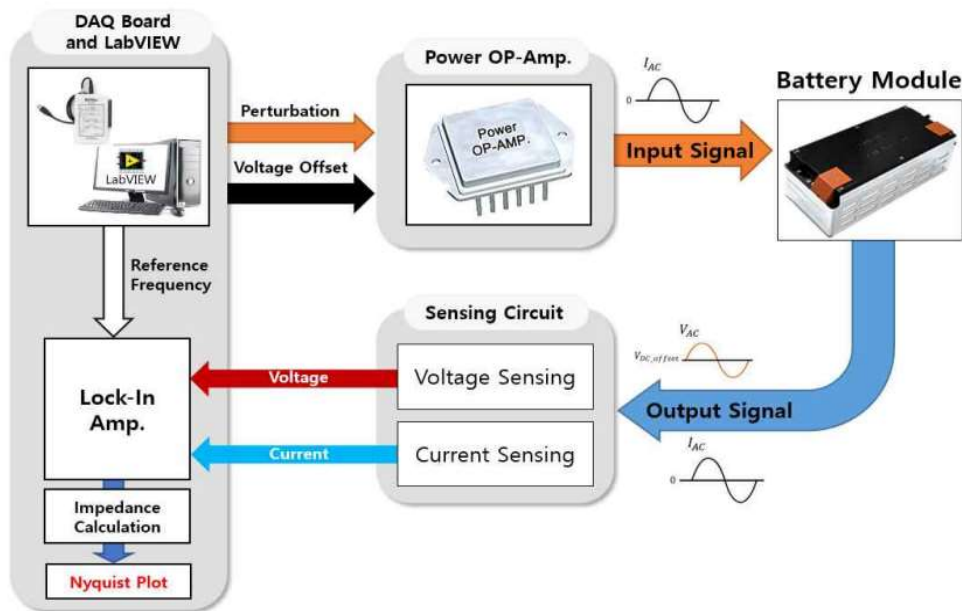 DAQ Board
and LabVIEW
LabVIEW
Perturbation
Voltage Offset
Power OP-Amp.
Power
OP-AMP.
I_AC
0
Input Signal
Battery Module
Reference
Frequency
Lock-In
Amp.
Voltage
Current
Sensing Circuit
Voltage Sensing
Current Sensing
V_AC
V_DC,offset
Output Signal
I_AC
0
Impedance
Calculation
Nyquist Plot